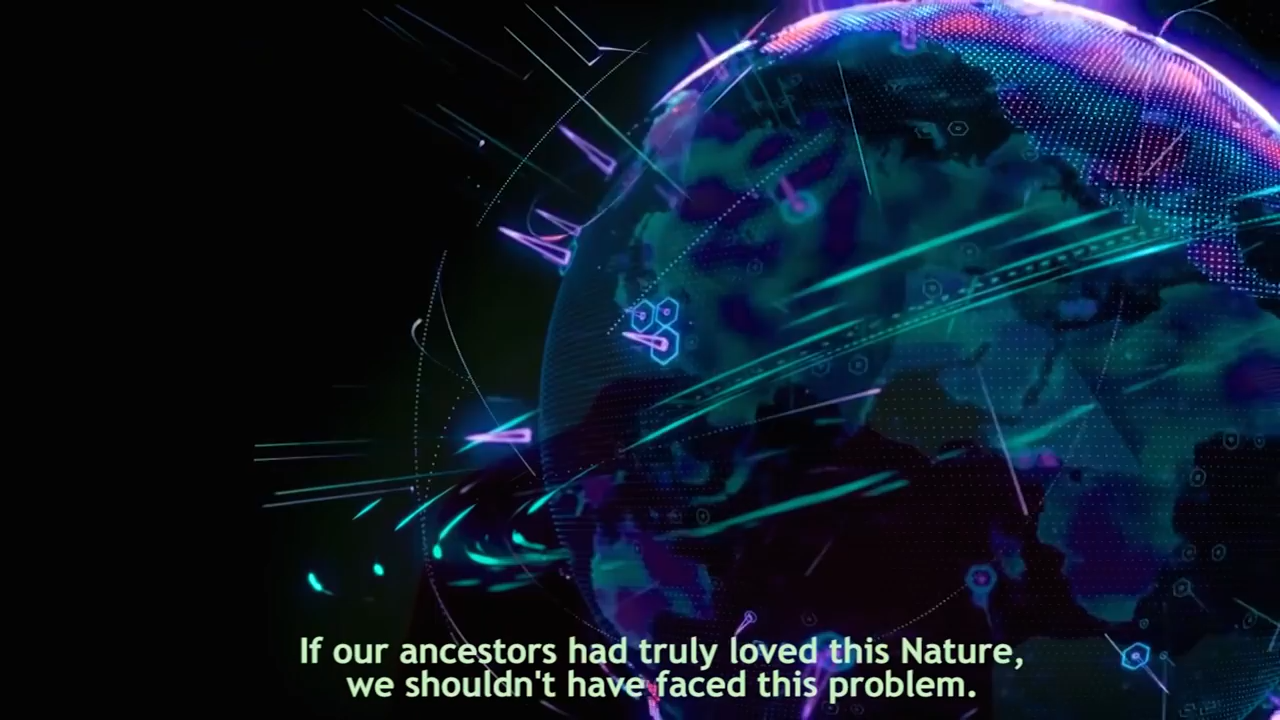 If our ancestors had truly loved this Nature,
we shouldn't have faced this problem.